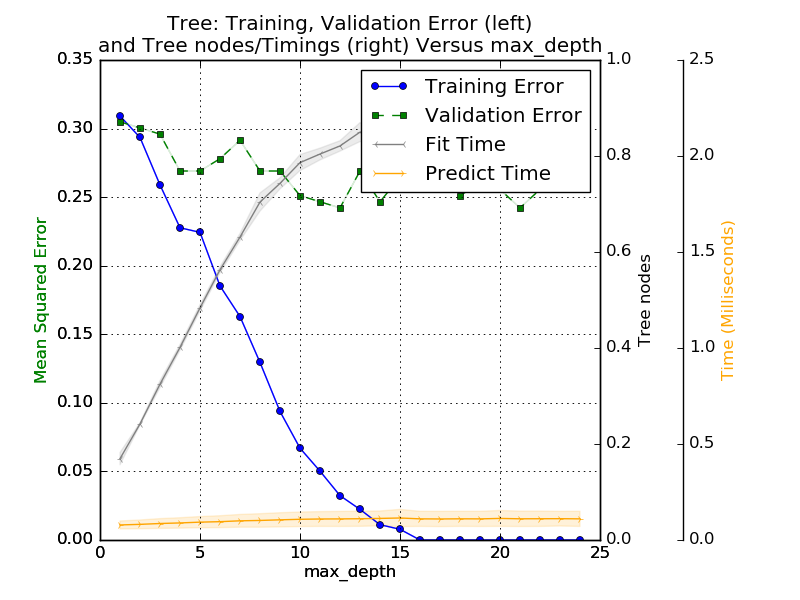 Tree: Training, Validation Error (left)
and Tree nodes/Timings (right) Versus max_depth
Training Error
Validation Error
Fit Time
Predict Time
Mean Squared Error
0.35
0.30
0.25
0.20
0.15
0.10
0.05
0.00
0
5
10
15
20
25
max_depth
1.0
0.8
0.6
0.4
0.2
0.0
Tree nodes
2.5
2.0
1.5
1.0
0.5
0.0
Time (Milliseconds)